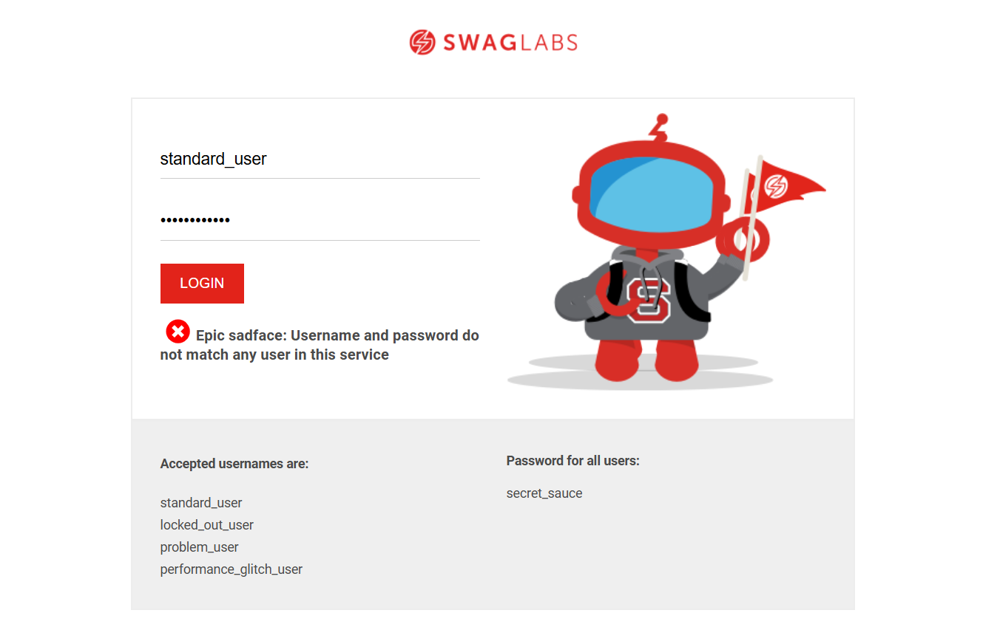 SWAGLABS
standard_user
••••••••••••
LOGIN
Epic sadface: Username and password do
not match any user in this service
S
Accepted usernames are:
standard_user
locked_out_user
problem_user
performance_glitch_user
Password for all users:
secret_sauce